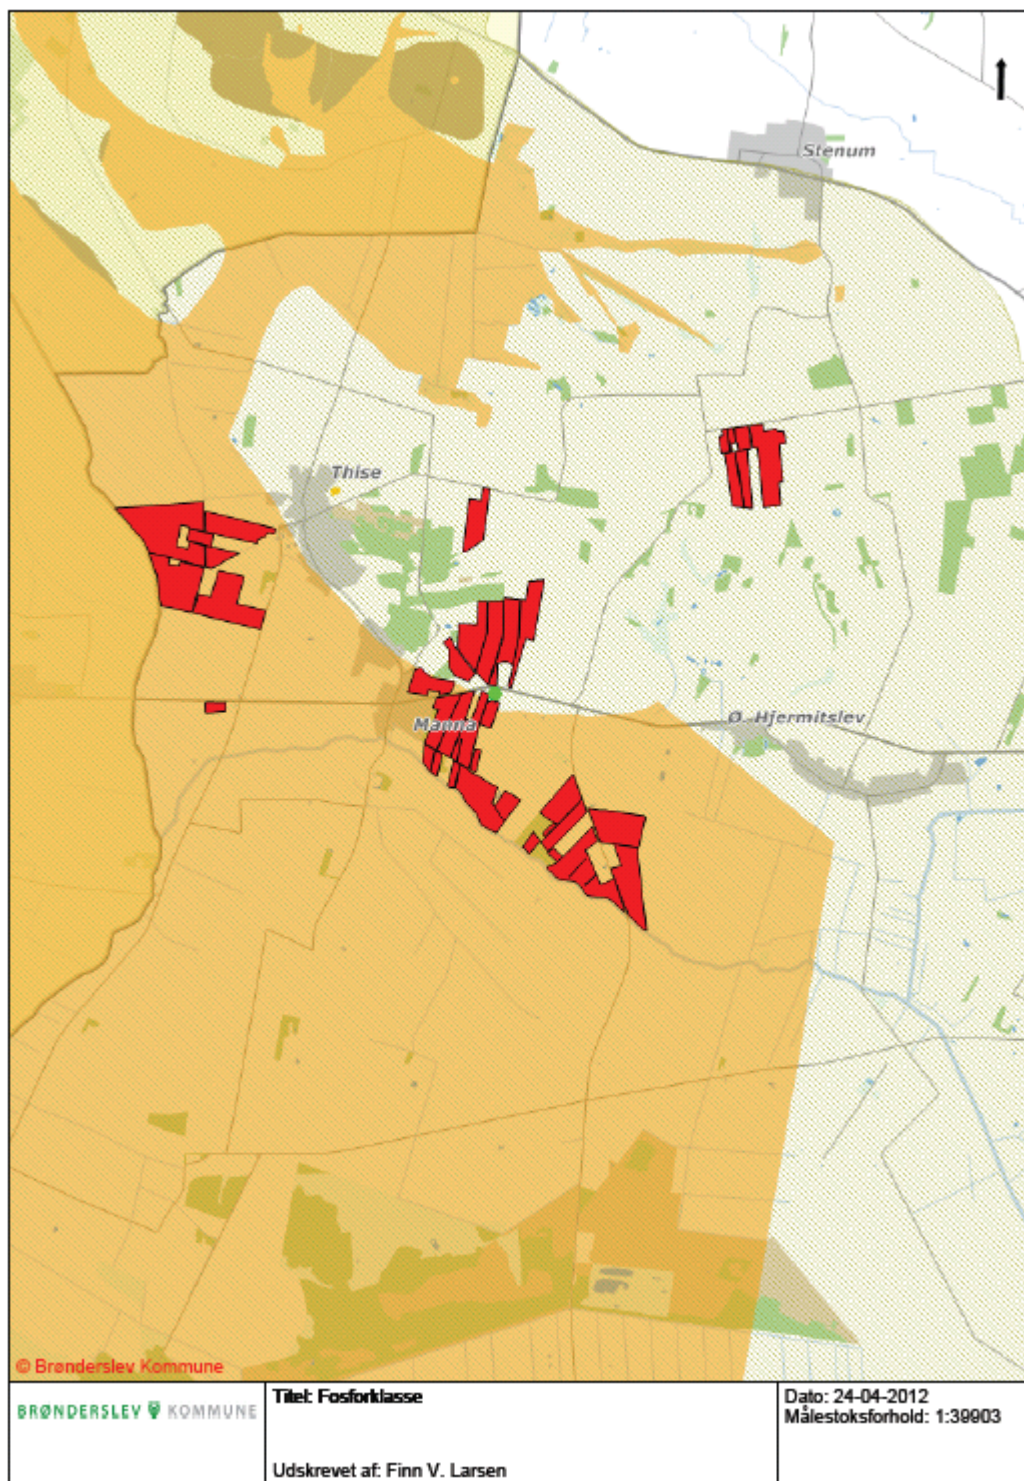 Stenum
Thise
Manna
Ø. Hjermitslev
© Brønderslev Kommune
BRØNDERSLEV KOMMUNE
Titel: Fosforklasse
Udskrevet af: Finn V. Larsen
Dato: 24-04-2012
Målestoksforhold: 1:39903